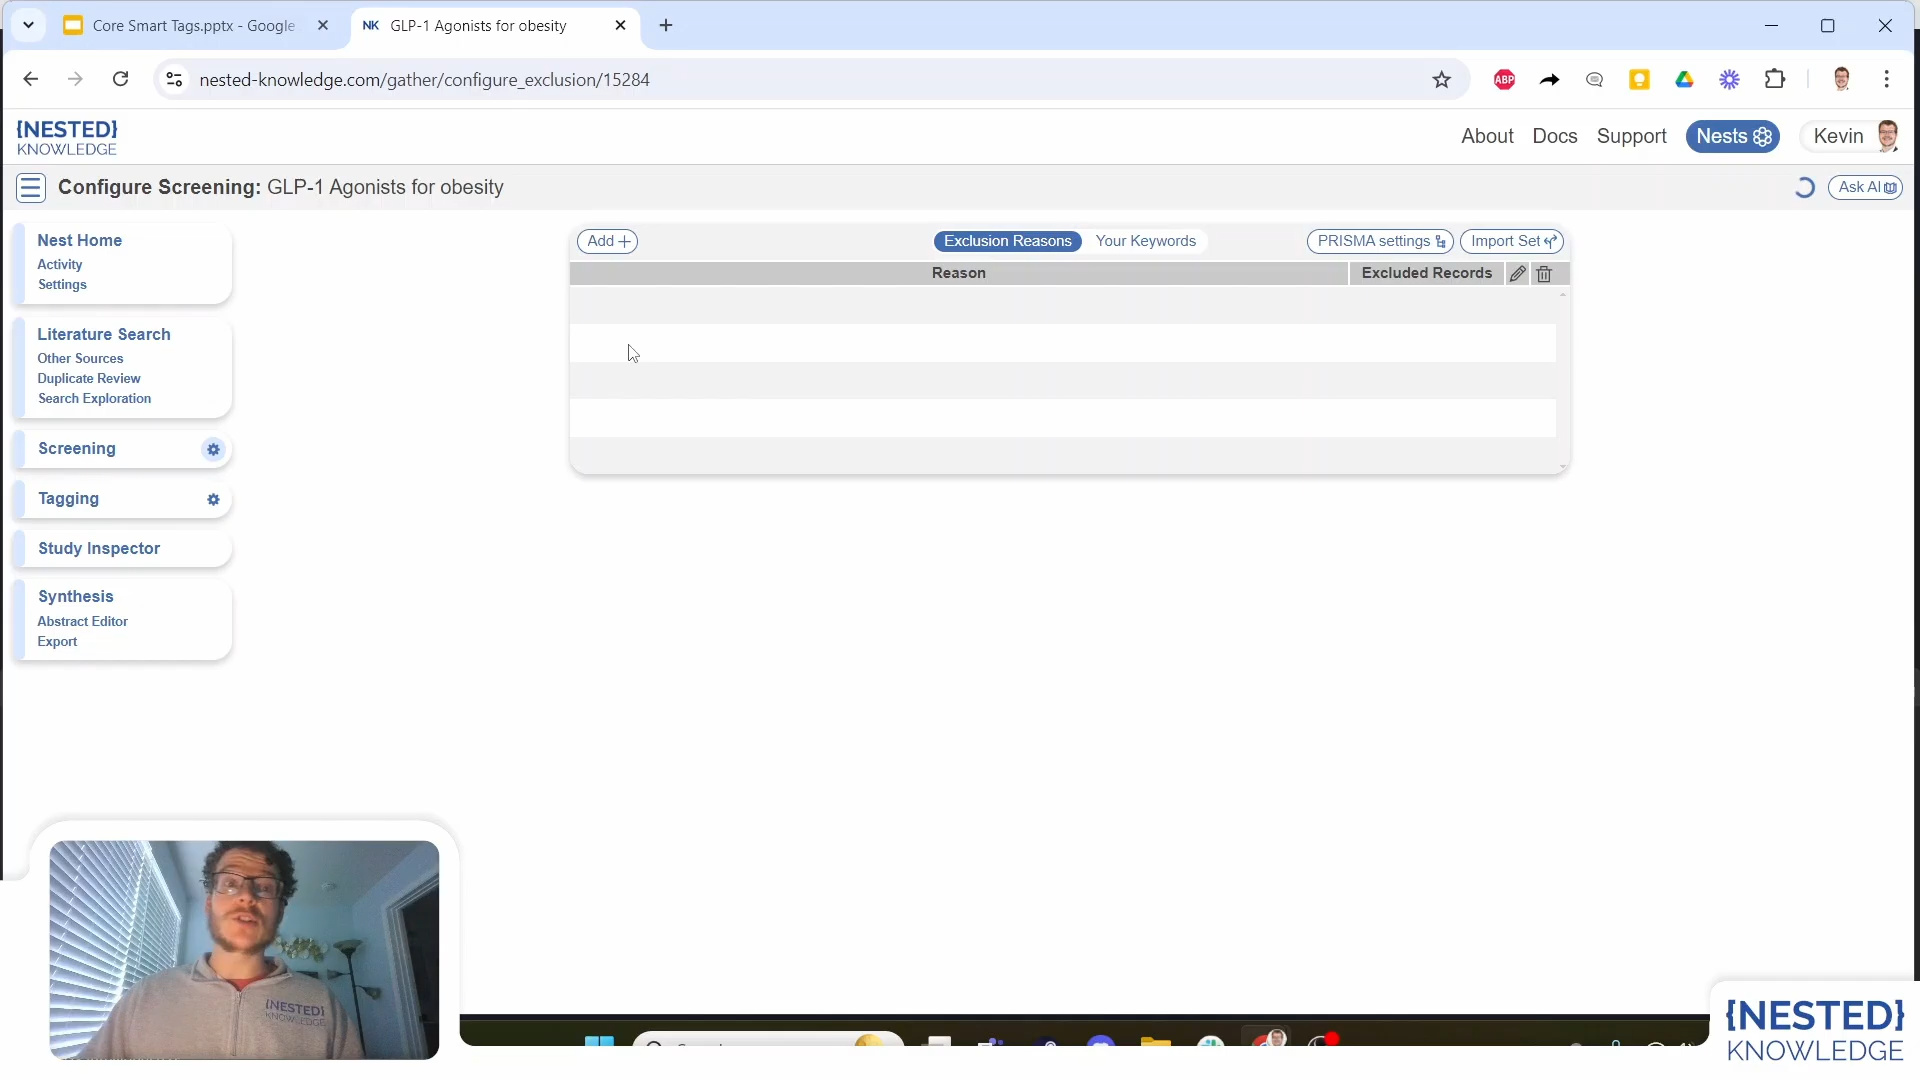 Core Smart Tags.pptx - Google
NK GLP-1 Agonists for obesity
nested-knowledge.com/gather/configure_exclusion/15284
ABP
{NESTED}
KNOWLEDGE
About Docs Support Nests Kevin
Configure Screening: GLP-1 Agonists for obesity
Ask AI
Nest Home
Activity
Settings
Literature Search
Other Sources
Duplicate Review
Search Exploration
Screening
Tagging
Study Inspector
Synthesis
Abstract Editor
Export
Add
Exclusion Reasons Your Keywords
PRISMA settings Import Set
Reason Excluded Records
{NESTED}
KNOWLEDGE
{NESTED}
KNOWLEDGE